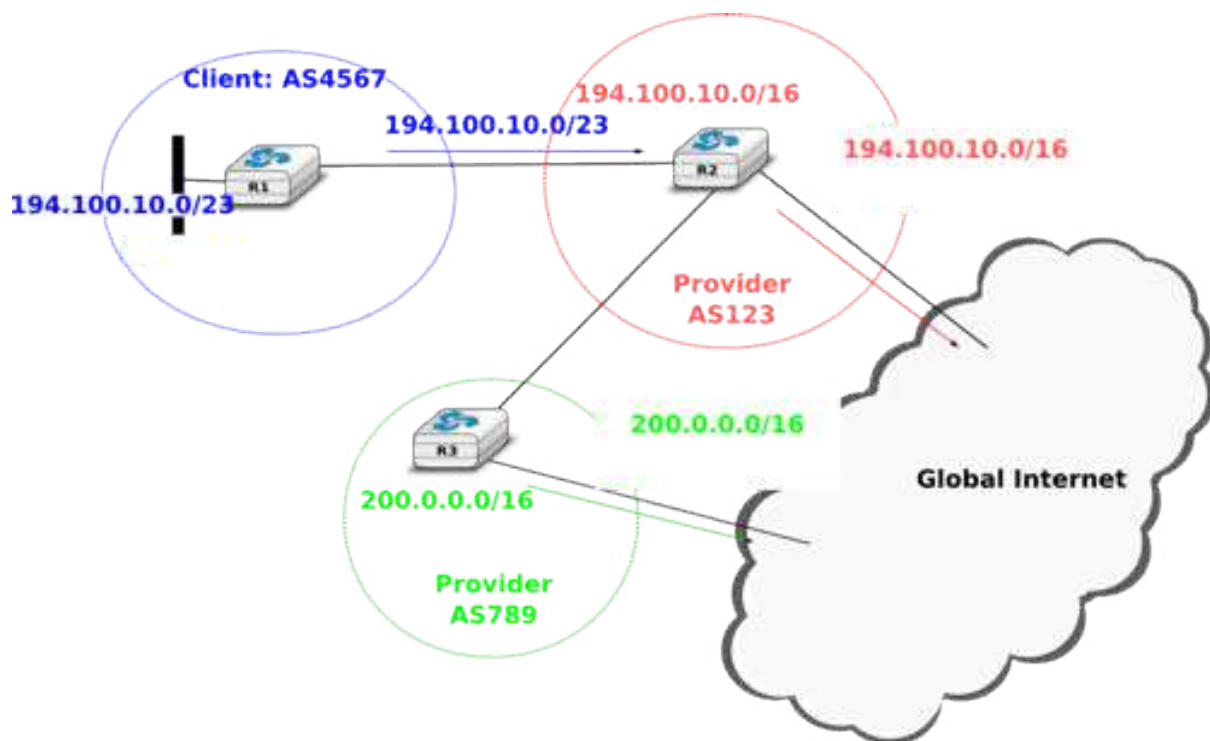 Client: AS4567
194.100.10.0/23
R1
194.100.10.0/23
194.100.10.0/16
R2
194.100.10.0/16
Provider
AS123
R3
200.0.0.0/16
200.0.0.0/16
Provider
AS789
Global Internet